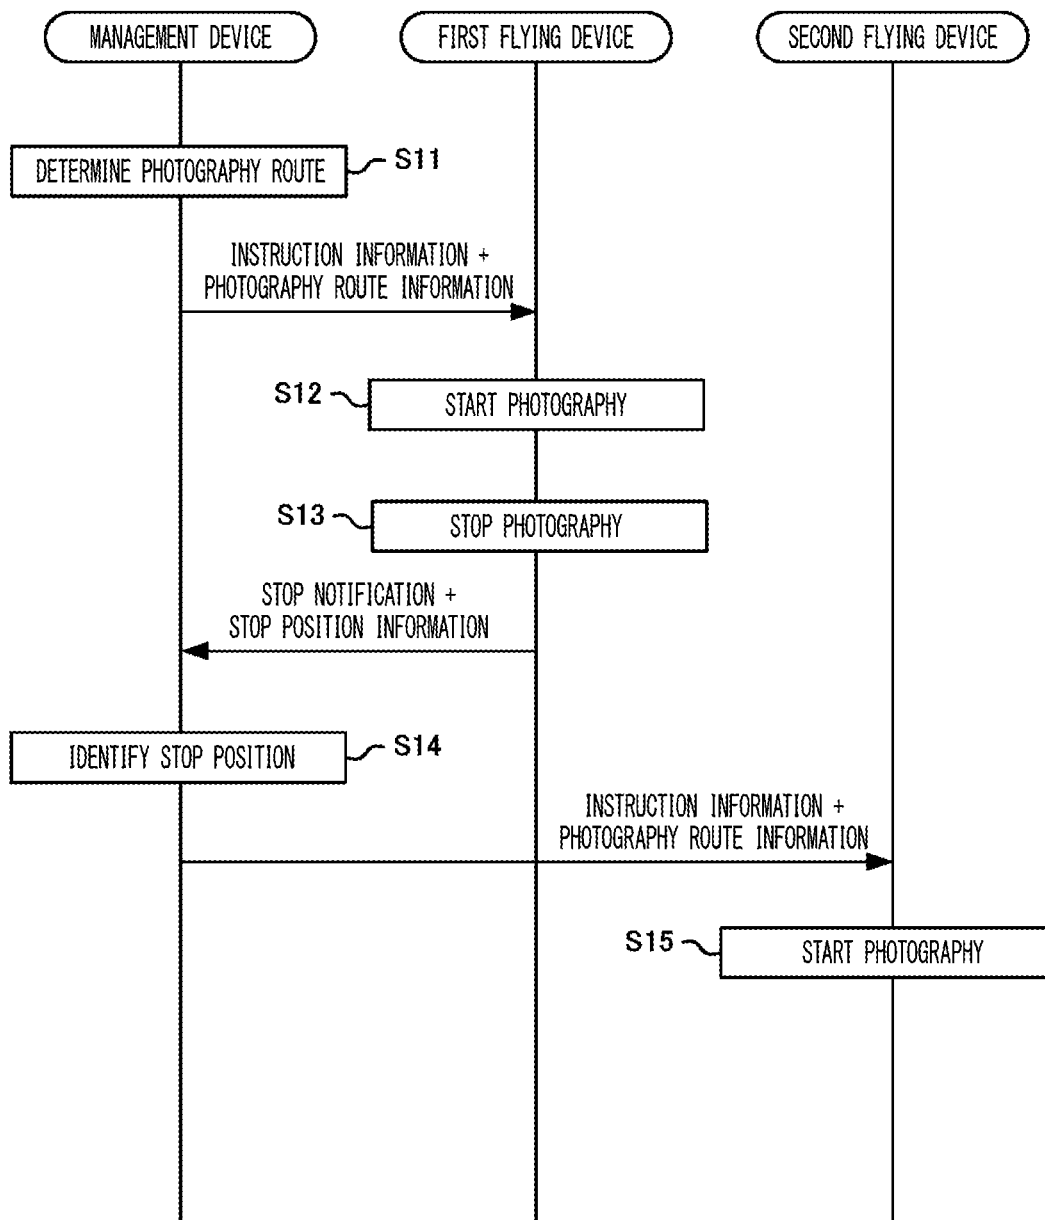 MANAGEMENT DEVICE
FIRST FLYING DEVICE
SECOND FLYING DEVICE
DETERMINE PHOTOGRAPHY ROUTE
S11
INSTRUCTION INFORMATION +
PHOTOGRAPHY ROUTE INFORMATION
S12
START PHOTOGRAPHY
S13
STOP PHOTOGRAPHY
STOP NOTIFICATION +
STOP POSITION INFORMATION
IDENTIFY STOP POSITION
S14
INSTRUCTION INFORMATION +
PHOTOGRAPHY ROUTE INFORMATION
S15
START PHOTOGRAPHY